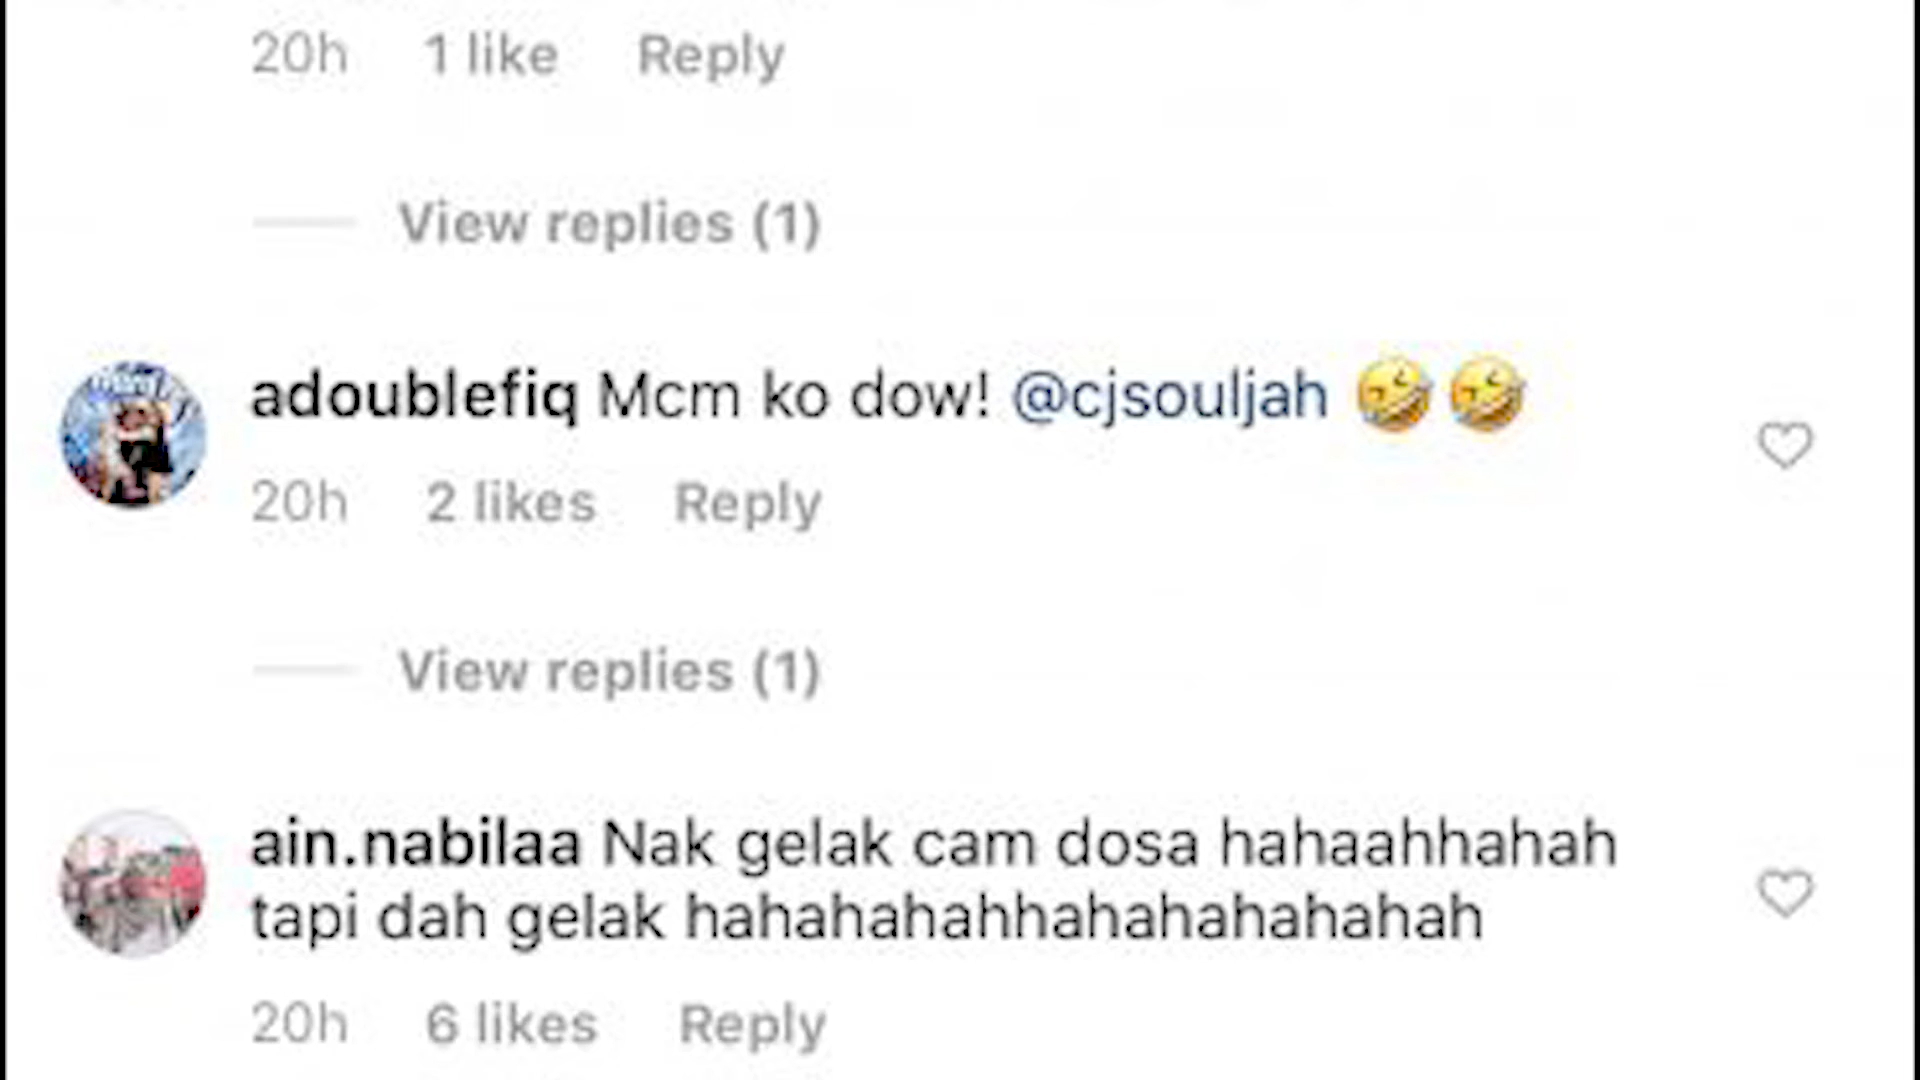 20h 1 like Reply
View replies (1)
adoublefiq Mcm ko dow! @cjsouljah 🤣🤣
20h 2 likes Reply
View replies (1)
ain.nabilaa Nak gelak cam dosa hahaahhahah
tapi dah gelak hahahahahhahahahahahahah
20h 6 likes Reply